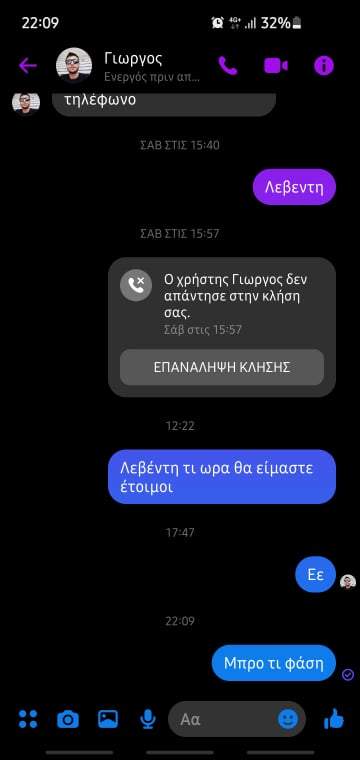 22:09
4G+
32%
Γιωργος
Ενεργός πριν απ...
τηλέφωνο
ΣΑΒ ΣΤΙΣ 15:40
Λεβεντη
ΣΑΒ ΣΤΙΣ 15:57
Ο χρήστης Γιωργος δεν
απάντησε στην κλήση
σας.
Σάβ στις 15:57
ΕΠΑΝΑΛΗΨΗ ΚΛΗΣΗΣ
12:22
Λεβέντη τι ωρα θα είμαστε
έτοιμοι
17:47
Εε
22:09
Μπρο τι φάση
Αα